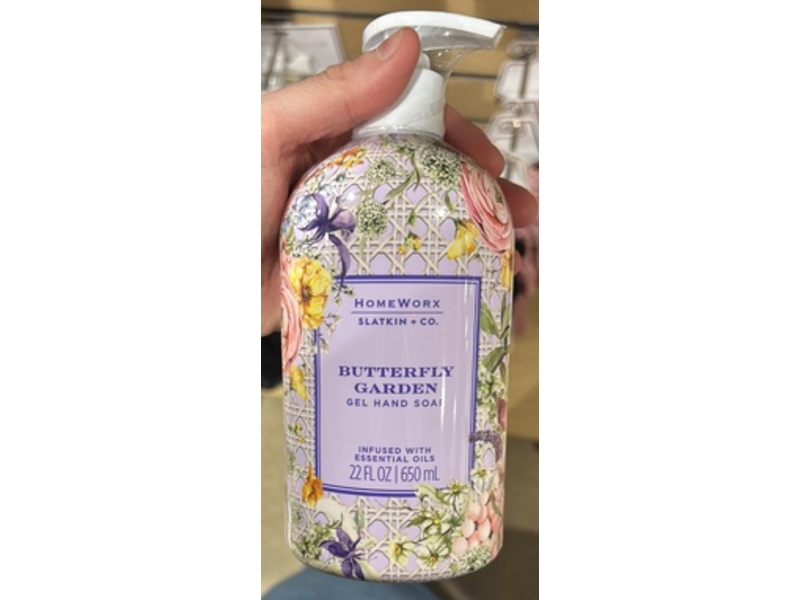 HOMEWORX
SLATKIN + CO.
BUTTERFLY
GARDEN
GEL HAND SOAP
INFUSED WITH
ESSENTIAL OILS
22 FL OZ | 650 mL